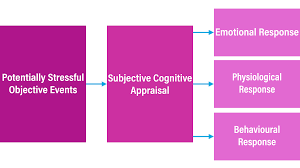 Potentially Stressful
Objective Events
Subjective Cognitive
Appraisal
Emotional Response
Physiological
Response
Behavioural
Response